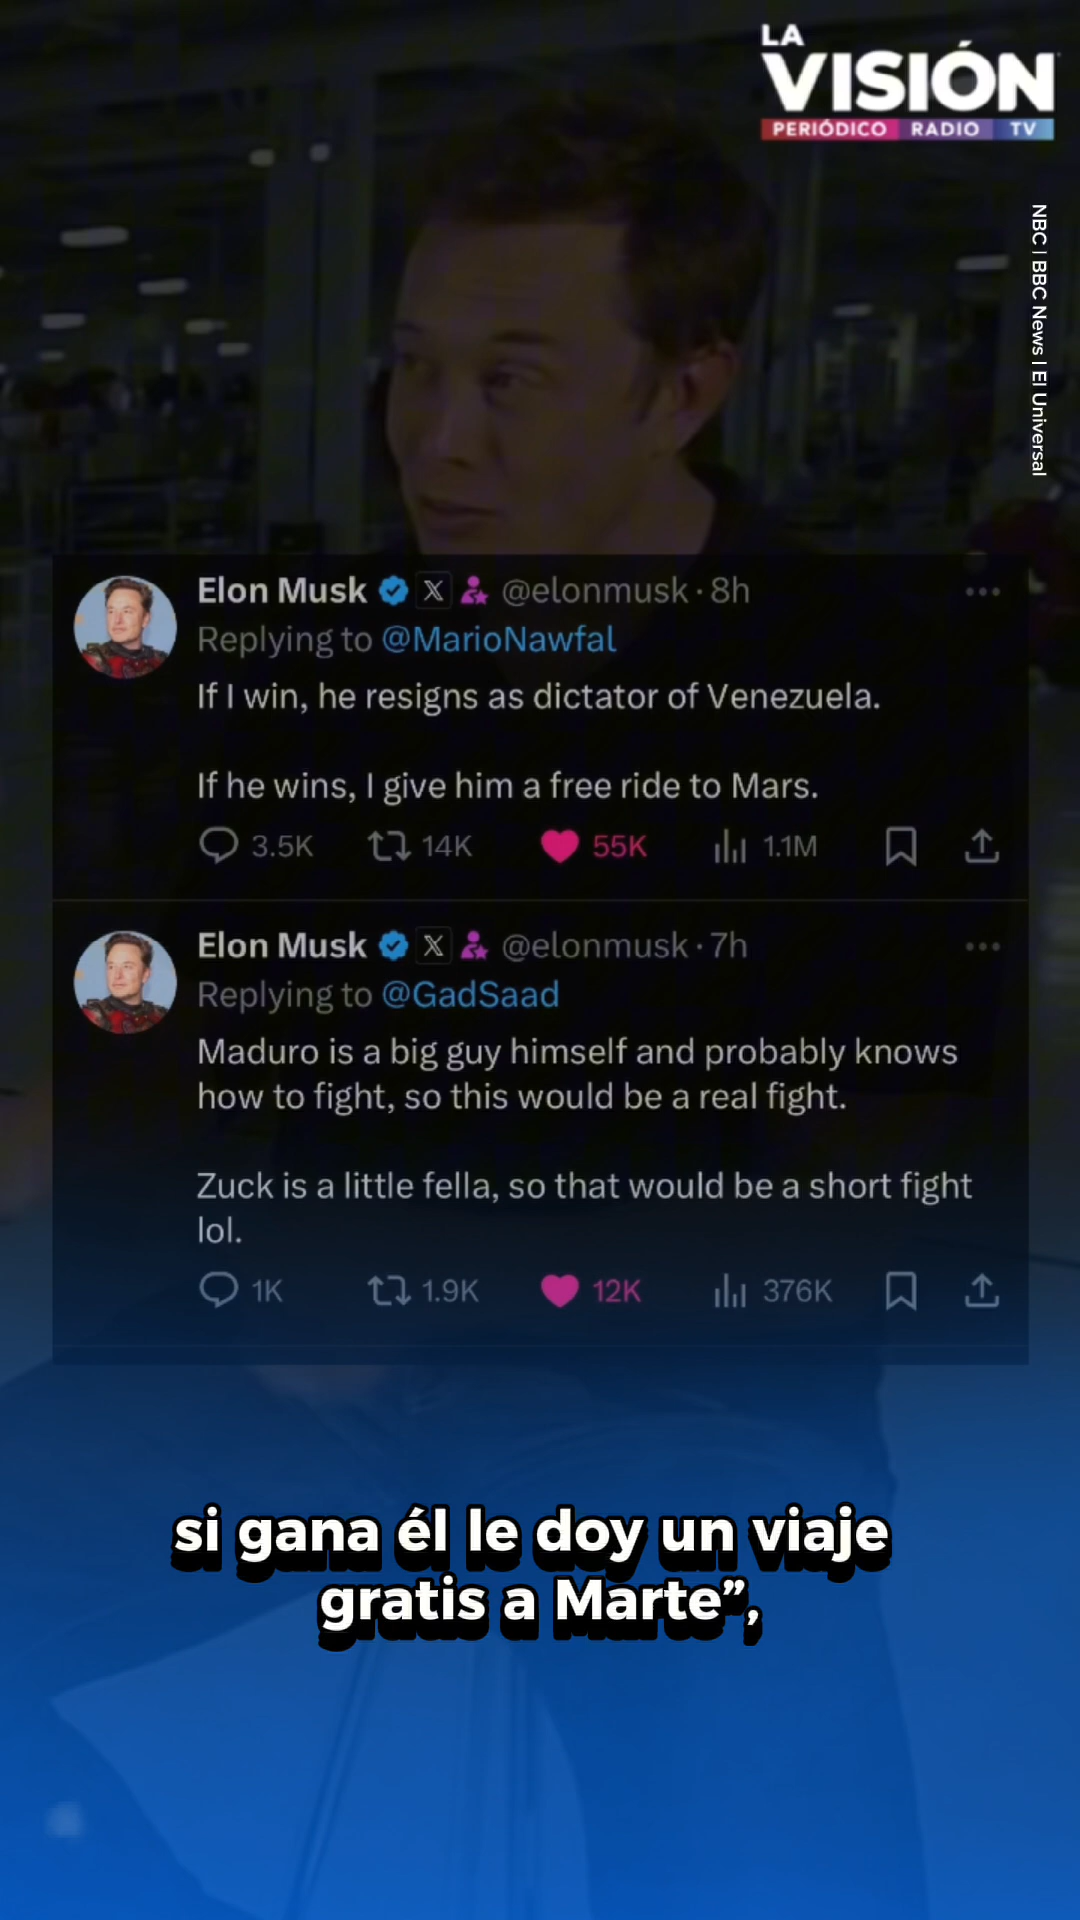 LA
VISIÓN
PERIÓDICO RADIO TV
NBC | BBC News | El Universal
Elon Musk @elonmusk · 8h
Replying to @MarioNawfal
If I win, he resigns as dictator of Venezuela.
If he wins, I give him a free ride to Mars.
3.5K 14K 55K 1.1M
Elon Musk @elonmusk · 7h
Replying to @GadSaad
Maduro is a big guy himself and probably knows
how to fight, so this would be a real fight.
Zuck is a little fella, so that would be a short fight
lol.
1K 1.9K 12K 376K
si gana él le doy un viaje
gratis a Marte”,